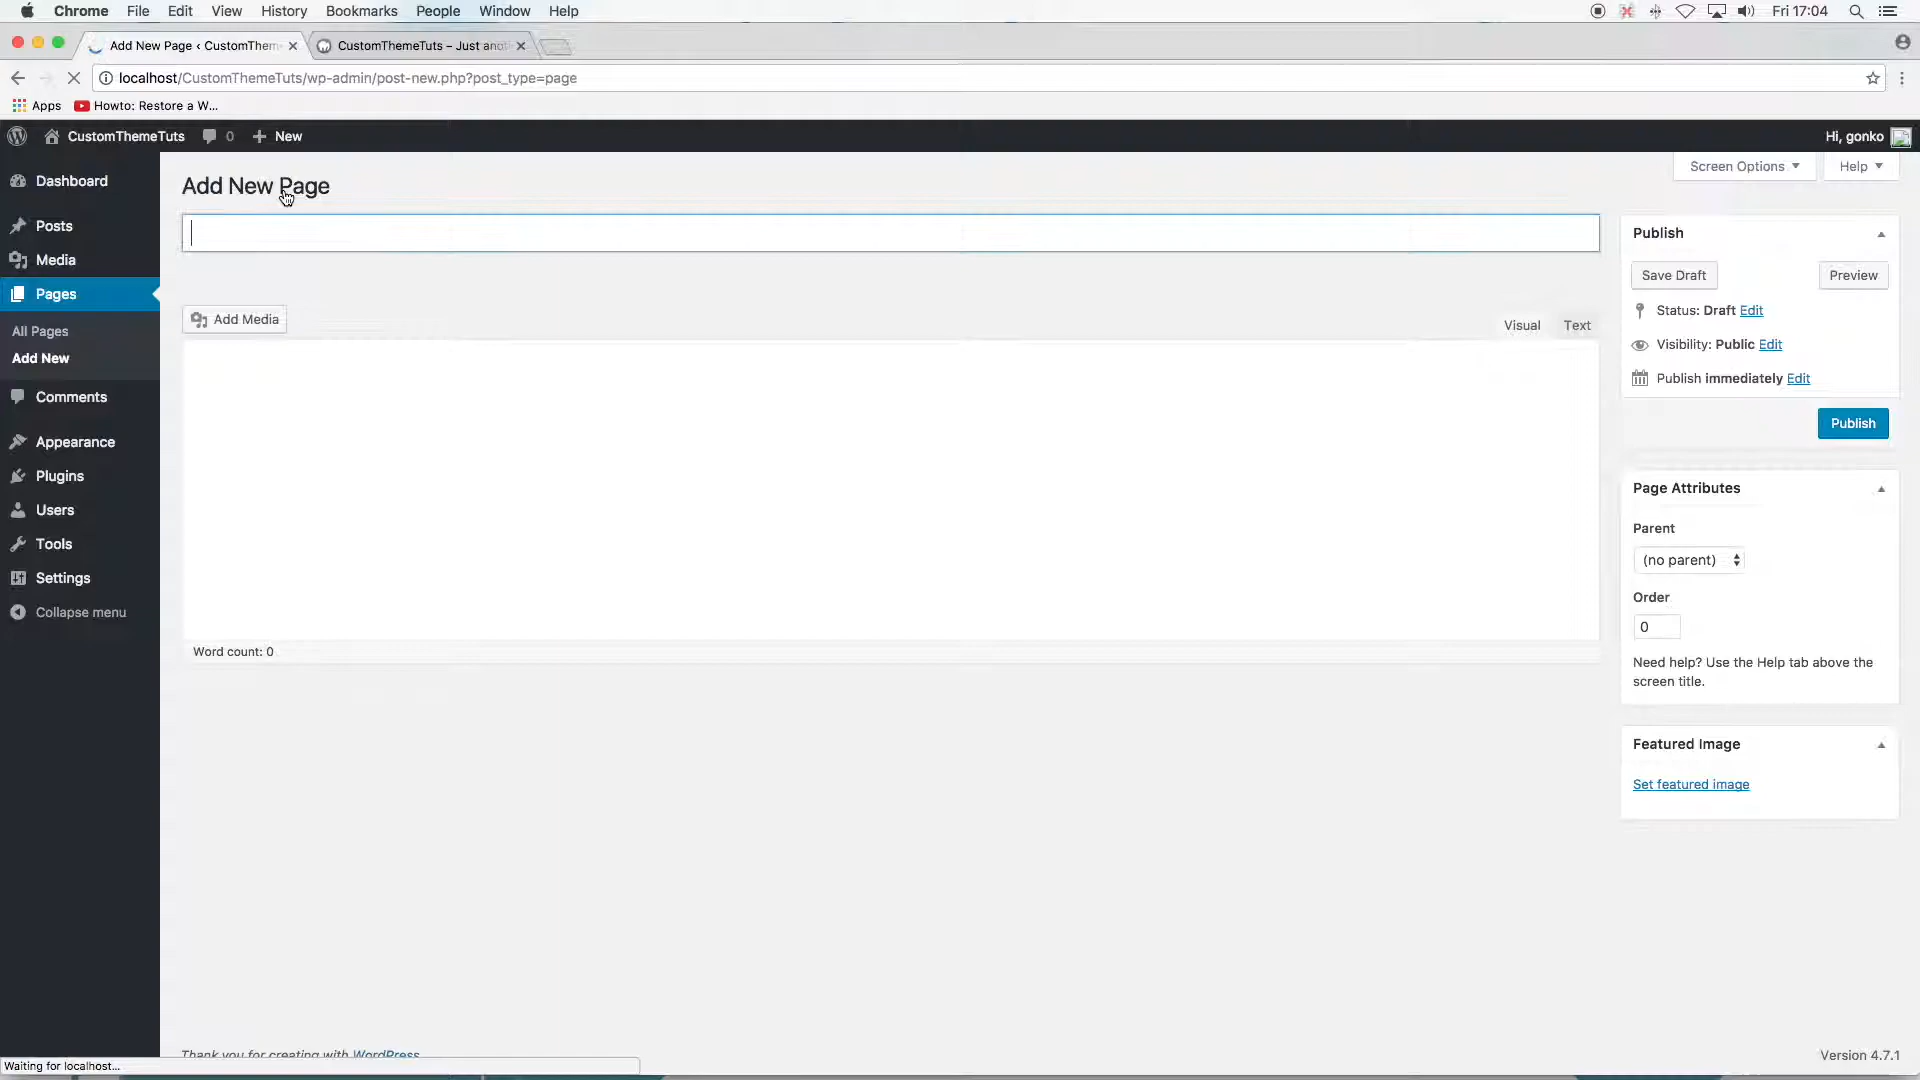 Chrome File Edit View History Bookmarks People Window Help Fri 17:04
Add New Page ‹ CustomThem CustomThemeTuts – Just anot
localhost/CustomThemeTuts/wp-admin/post-new.php?post_type=page
Apps Howto: Restore a W...
CustomThemeTuts 0 New Hi, gonko
Screen Options Help
Add New Page
Dashboard
Posts
Media
Pages
All Pages
Add New
Comments
Appearance
Plugins
Users
Tools
Settings
Collapse menu
Add Media
Visual Text
Word count: 0
Publish
Save Draft Preview
Status: Draft Edit
Visibility: Public Edit
Publish immediately Edit
Publish
Page Attributes
Parent
(no parent)
Order
0
Need help? Use the Help tab above the
screen title.
Featured Image
Set featured image
Thank you for creating with WordPress
Version 4.7.1
Waiting for localhost...